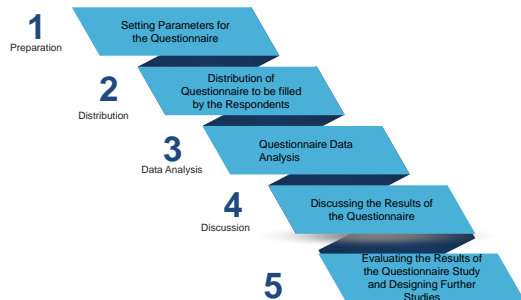 1
Preparation
Setting Parameters for
the Questionnaire
2
Distribution
Distribution of
Questionnaire to be filled
by the Respondents
3
Data Analysis
Questionnaire Data
Analysis
4
Discussion
Discussing the Results of
the Questionnaire
5
Evaluating the Results of
the Questionnaire Study
and Designing Further
Studies